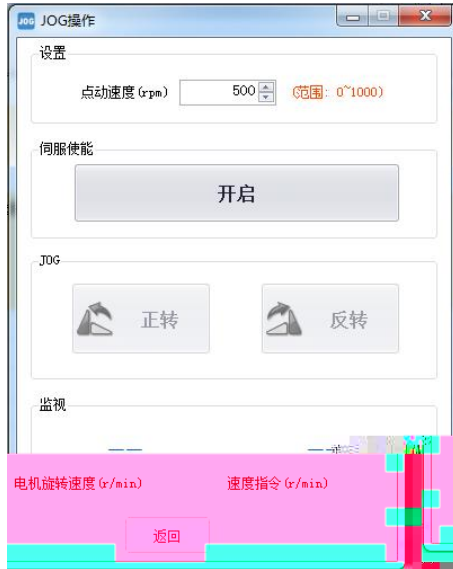 JOG JOG操作
设置
点动速度(rpm) 500 (范围: 0~1000)
伺服使能
开启
JOG
正转 反转
监视
-- --
电机旋转速度(r/min) 速度指令(r/min)
返回